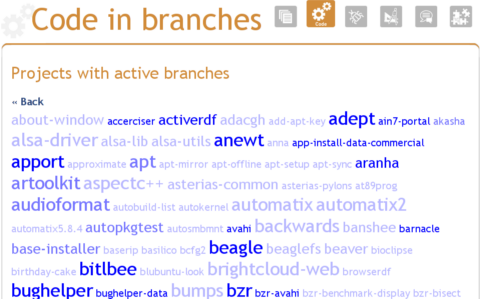 Code in branches
Code
Projects with active branches
« Back
about-window accerciser activerdf adacgh add-apt-key adept ain7-portal akasha
alsa-driver alsa-lib alsa-utils anewt anna app-install-data-commercial
apport approximate apt apt-mirror apt-offline apt-setup apt-sync aranha
artoolkit aspectc++ asterias-common asterias-pylons at89prog
audioformat autobuild-list autokernel automatix automatix2
automatix5.8.4 autopkgtest autosmbmnt avahi backwards banshee barnacle
base-installer baserip basilico bcfg2 beagle beaglefs beaver bioclipse
birthday-cake bitlbee blubuntu-look brightcloud-web browserdf
bughelper bughelper-data bumps bzr bzr-avahi bzr-benchmark-display bzr-bisect